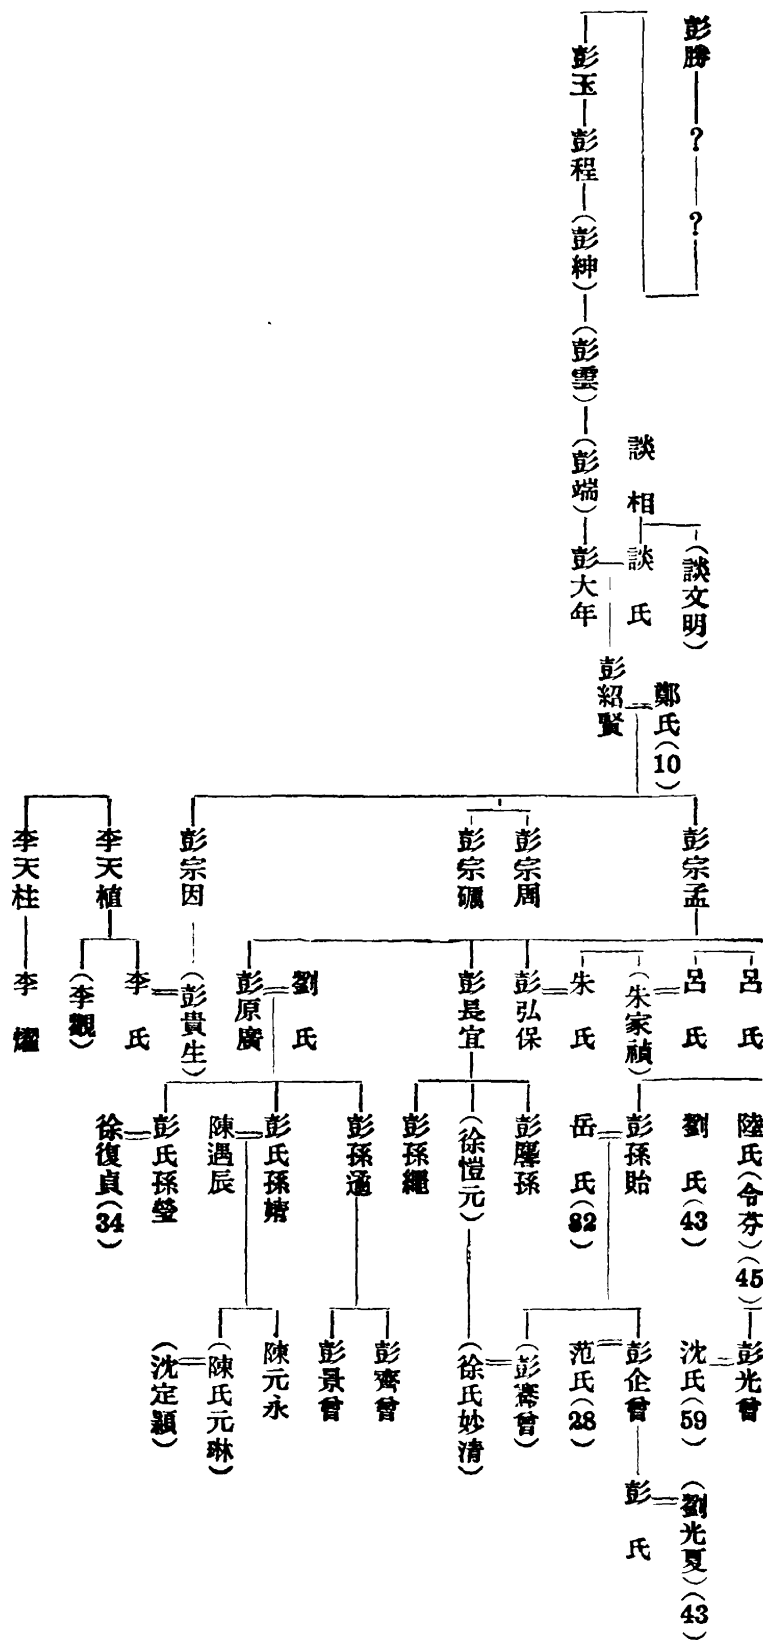 彭勝
?
?
彭玉
彭程
(彭紳)
(彭雲)
(彭端)
(談文明)
談相
談氏
彭大年
鄭氏(10)
彭紹賢
彭宗孟
彭宗周
彭宗礪
彭宗因
李天植
李天柱
呂氏
呂氏
(朱家禎)
朱氏
彭弘保
彭長宜
劉氏
彭原廣
(彭貴生)
李氏
(李觀)
李燿
陸氏(令芬)(45)
劉氏(43)
彭孫貽
岳氏(82)
彭孫
(徐愷元)
彭孫繩
彭孫遹
彭氏孫婧
陳遇辰
彭氏孫瑩
徐復貞(34)
彭光曾
沈氏(59)
彭企曾
范氏(28)
(彭騫曾)
(徐氏妙清)
彭齊曾
彭景曾
陳元永
(陳氏元琳)
(沈定穎)
(劉光夏)(43)
彭氏